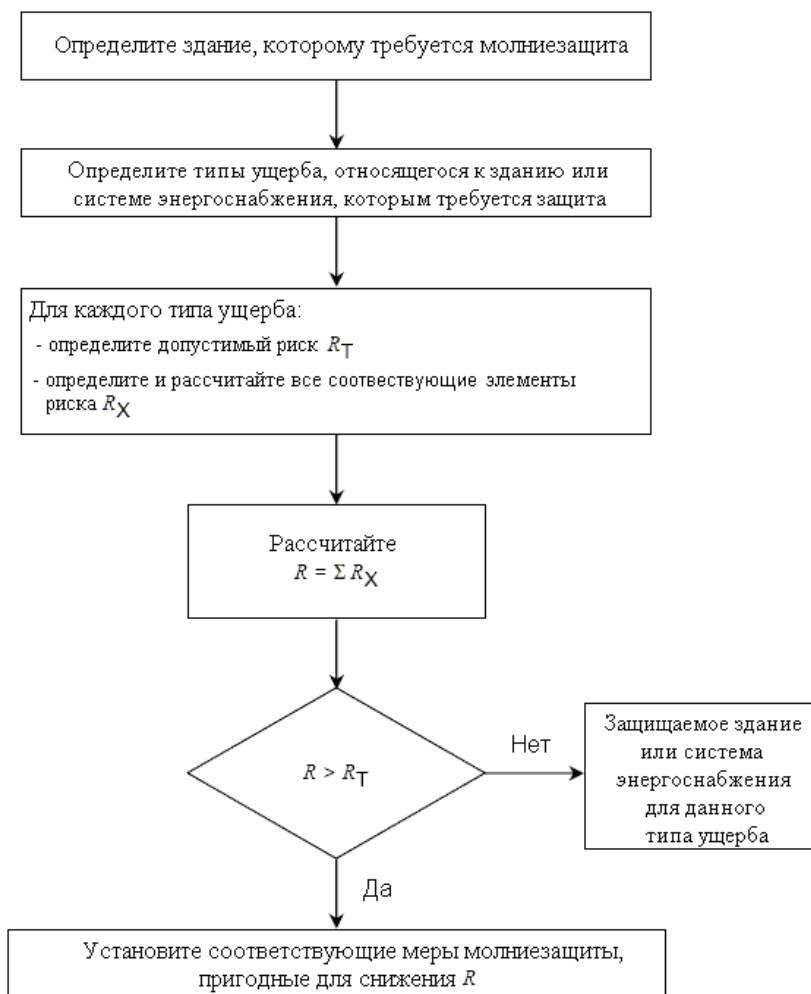 Определите здание, которому требуется молниезащита
Определите типы ущерба, относящегося к зданию или
системе энергоснабжения, которым требуется защита
Для каждого типа ущерба:
- определите допустимый риск RT
- определите и рассчитайте все соотвествующие элементы
риска RX
Рассчитайте
R = Σ RX
R > RT
Нет
Защищаемое здание
или система
энергоснабжения
для данного
типа ущерба
Да
Установите соответствующие меры молниезащиты,
пригодные для снижения R